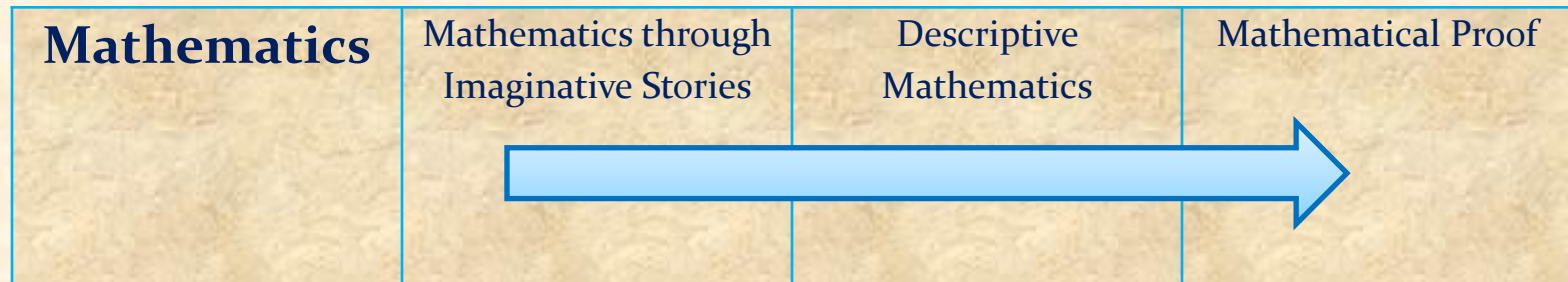 Mathematics
Mathematics through
Imaginative Stories
Descriptive
Mathematics
Mathematical Proof